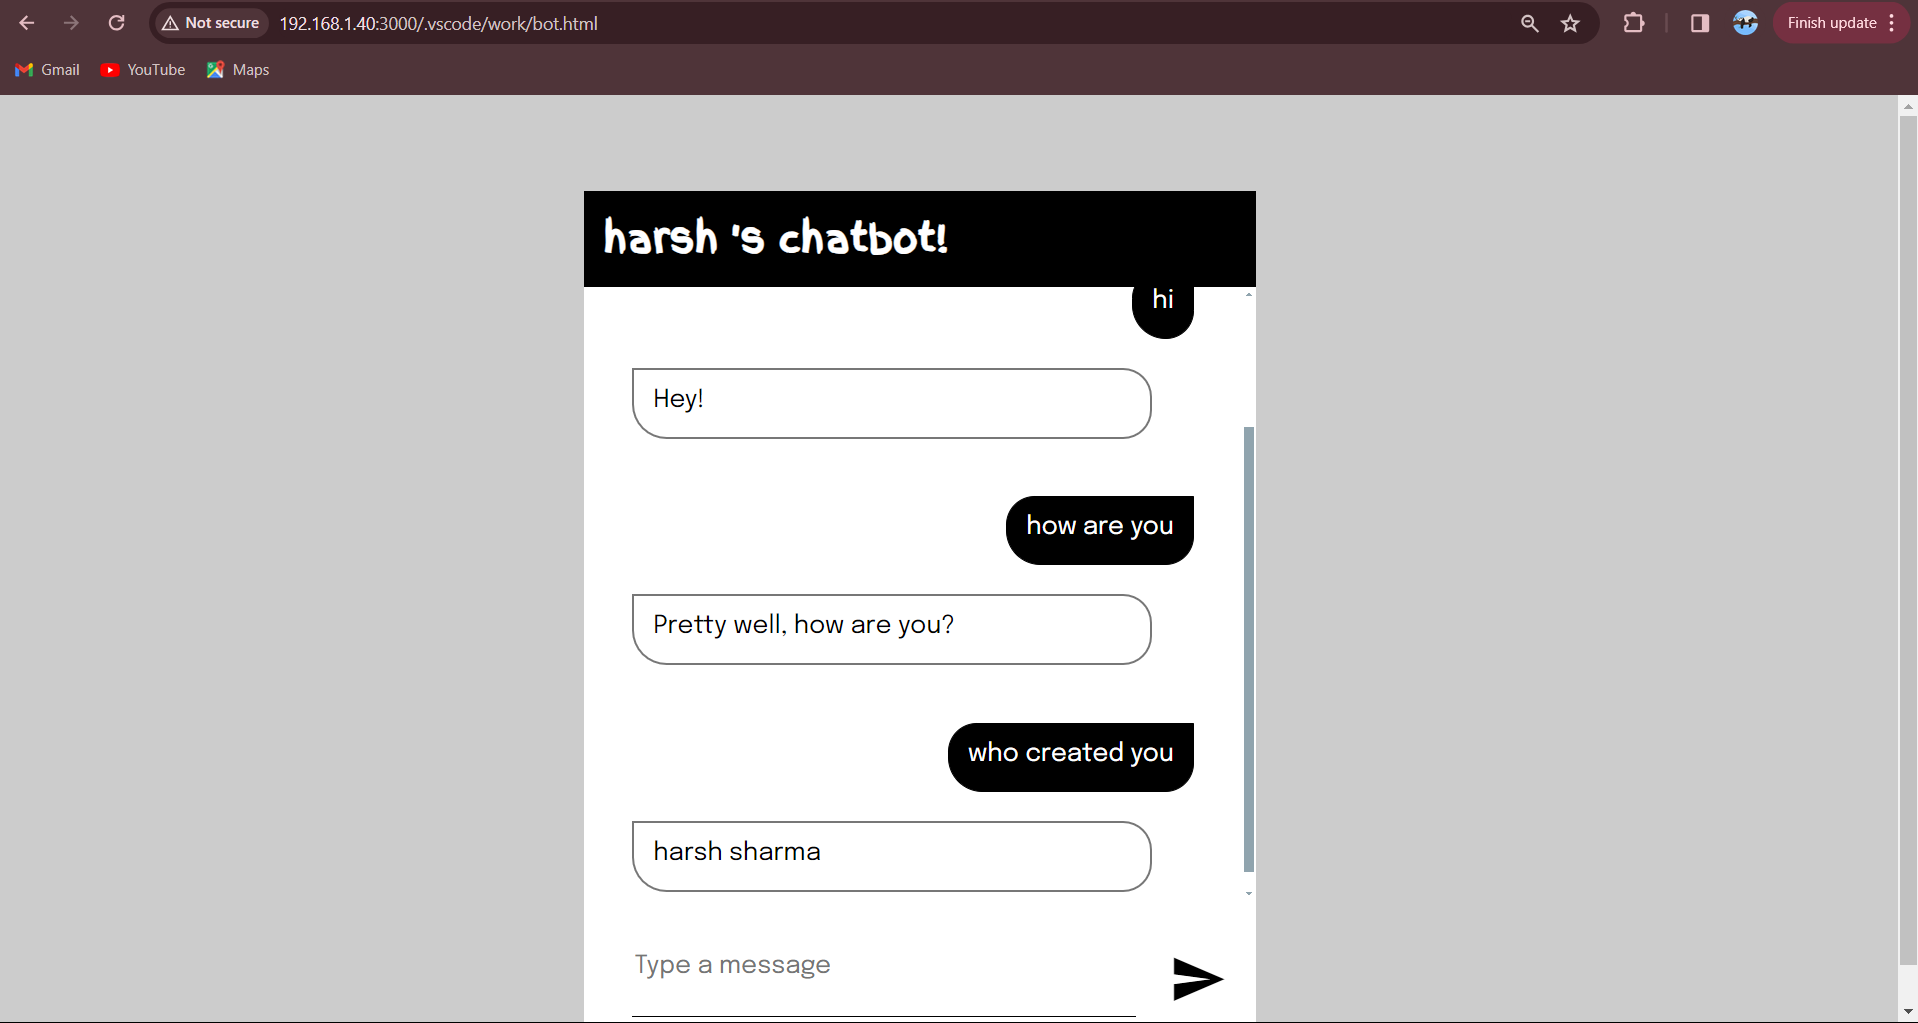 Not secure
192.168.1.40:3000/.vscode/work/bot.html
Finish update
Gmail
YouTube
Maps
harsh 's chatbot!
hi
Hey!
how are you
Pretty well, how are you?
who created you
harsh sharma
Type a message